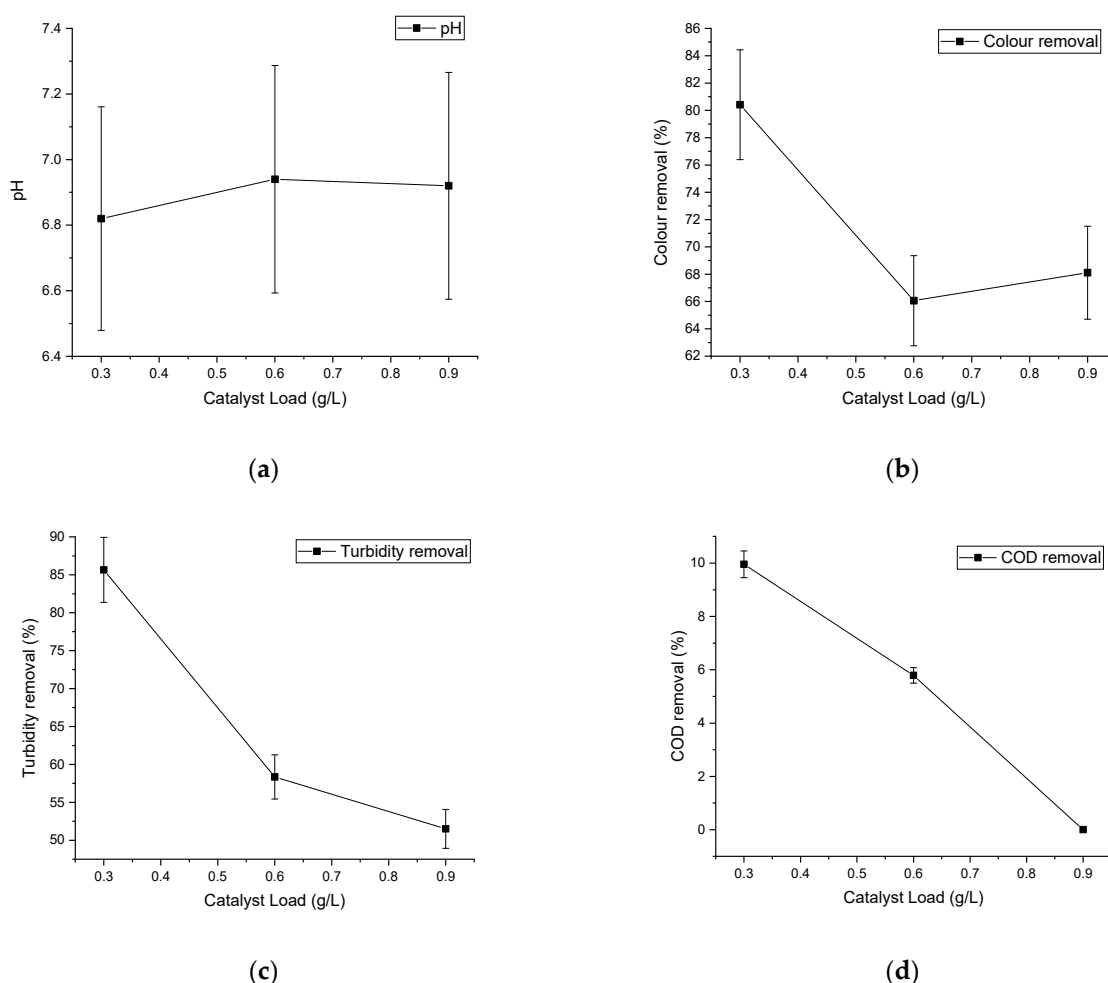 pH
7.4
7.2
7.0
6.8
6.6
6.4
pH
0.3 0.4 0.5 0.6 0.7 0.8 0.9
Catalyst Load (g/L)
(a)
Colour removal
86
84
82
80
78
76
74
72
70
68
66
64
62
Colour removal (%)
0.3 0.4 0.5 0.6 0.7 0.8 0.9
Catalyst Load (g/L)
(b)
Turbidity removal
90
85
80
75
70
65
60
55
50
Turbidity removal (%)
0.3 0.4 0.5 0.6 0.7 0.8 0.9
Catalyst Load (g/L)
(c)
COD removal
10
8
6
4
2
0
COD removal (%)
0.3 0.4 0.5 0.6 0.7 0.8 0.9
Catalyst Load (g/L)
(d)